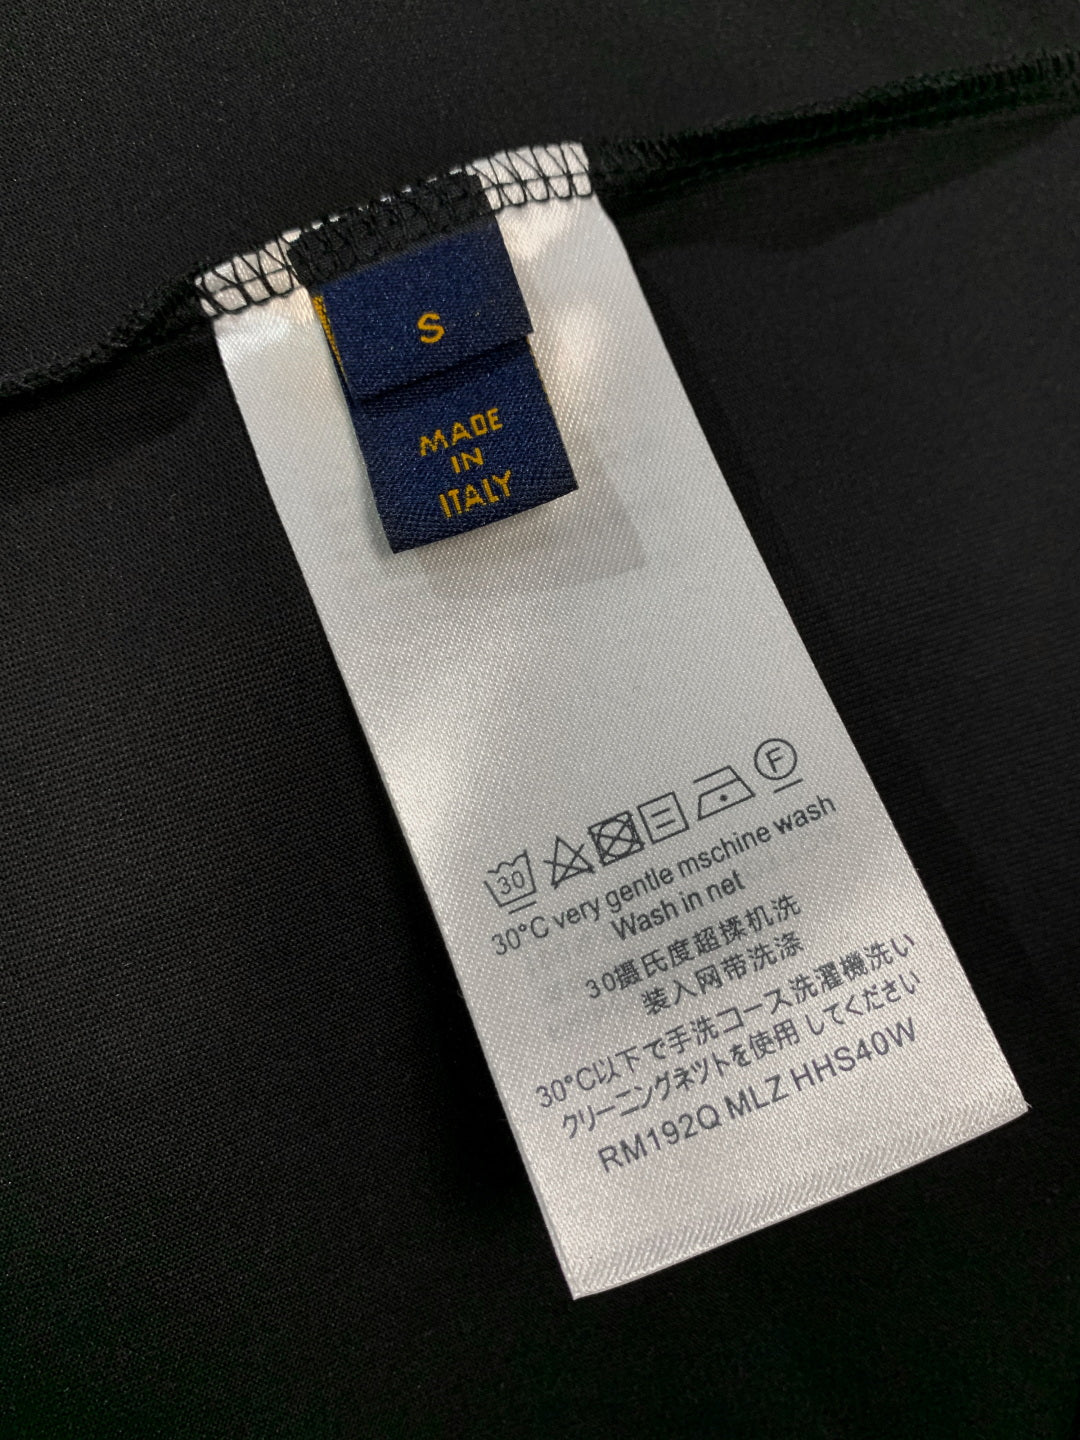 S
MADE
IN
ITALY
30
F
30°C very gentle mschine wash
Wash in net
30摄氏度超揉机洗
装入网带洗涤
30°C以下で手洗コース洗濯機洗い
クリーニングネツトを使用してください
RM192Q MLZ HHS40W